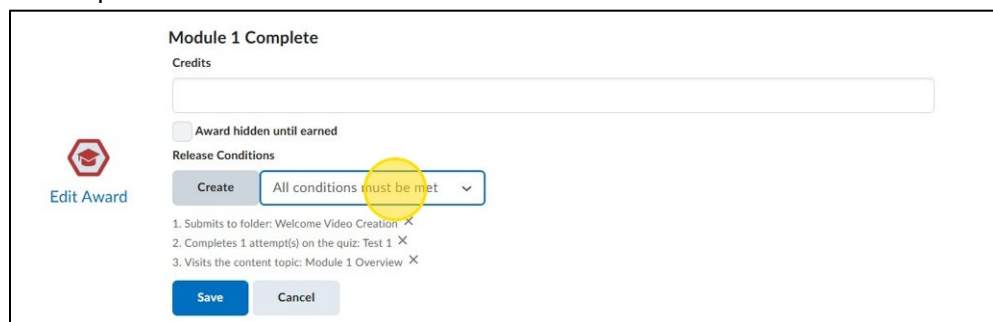 Module 1 Complete
Credits
Award hidden until earned
Release Conditions
Edit Award
Create
All conditions must be met
1. Submits to folder: Welcome Video Creation
2. Completes 1 attempt(s) on the quiz: Test 1
3. Visits the content topic: Module 1 Overview
Save
Cancel